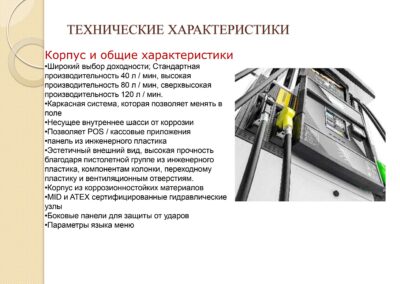 ТЕХНИЧЕСКИЕ ХАРАКТЕРИСТИКИ
Корпус и общие характеристики
•Широкий выбор доходности; Стандартная
производительность 40 л / мин, высокая
производительность 80 л / мин, сверхвысокая
производительность 120 л / мин.
•Каркасная система, которая позволяет менять в
поле
•Несущее внутреннее шасси от коррозии
•Позволяет POS / кассовые приложения
•панель из инженерного пластика
•Эстетичный внешний вид, высокая прочность
благодаря пистолетной группе из инженерного
пластика, компонентам колонки, переходному
пластику и вентиляционным отверстиям.
•Корпус из коррозионностойких материалов
•MID и ATEX сертифицированные гидравлические
узлы
•Боковые панели для защиты от ударов
•Параметры языка меню